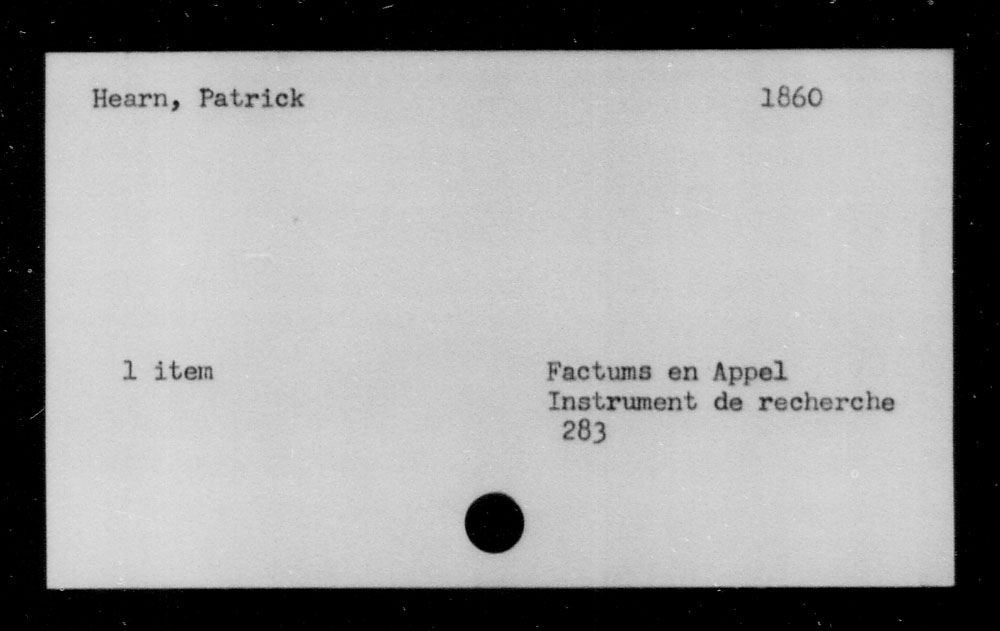 Hearn, Patrick 1860
1 item Factums en Appel
Instrument de recherche
283